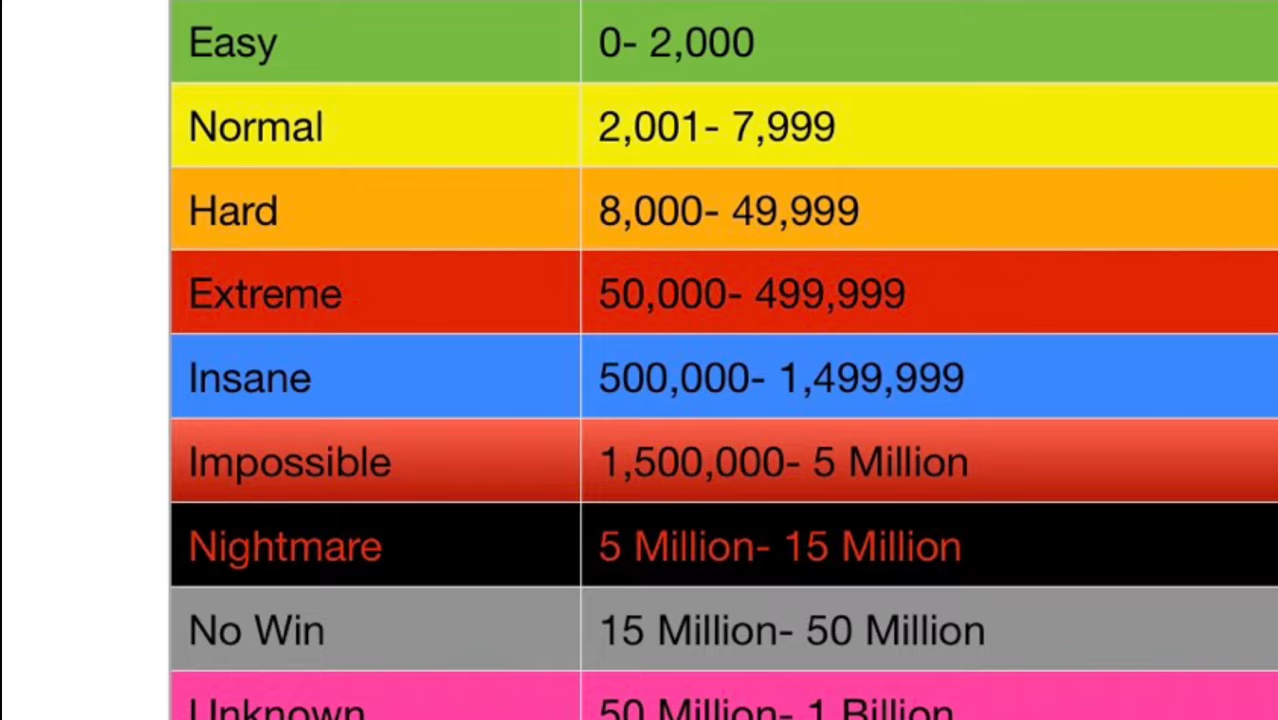 Easy 0- 2,000
Normal 2,001- 7,999
Hard 8,000- 49,999
Extreme 50,000- 499,999
Insane 500,000- 1,499,999
Impossible 1,500,000- 5 Million
Nightmare 5 Million- 15 Million
No Win 15 Million- 50 Million
Unknown 50 Million- 1 Billion